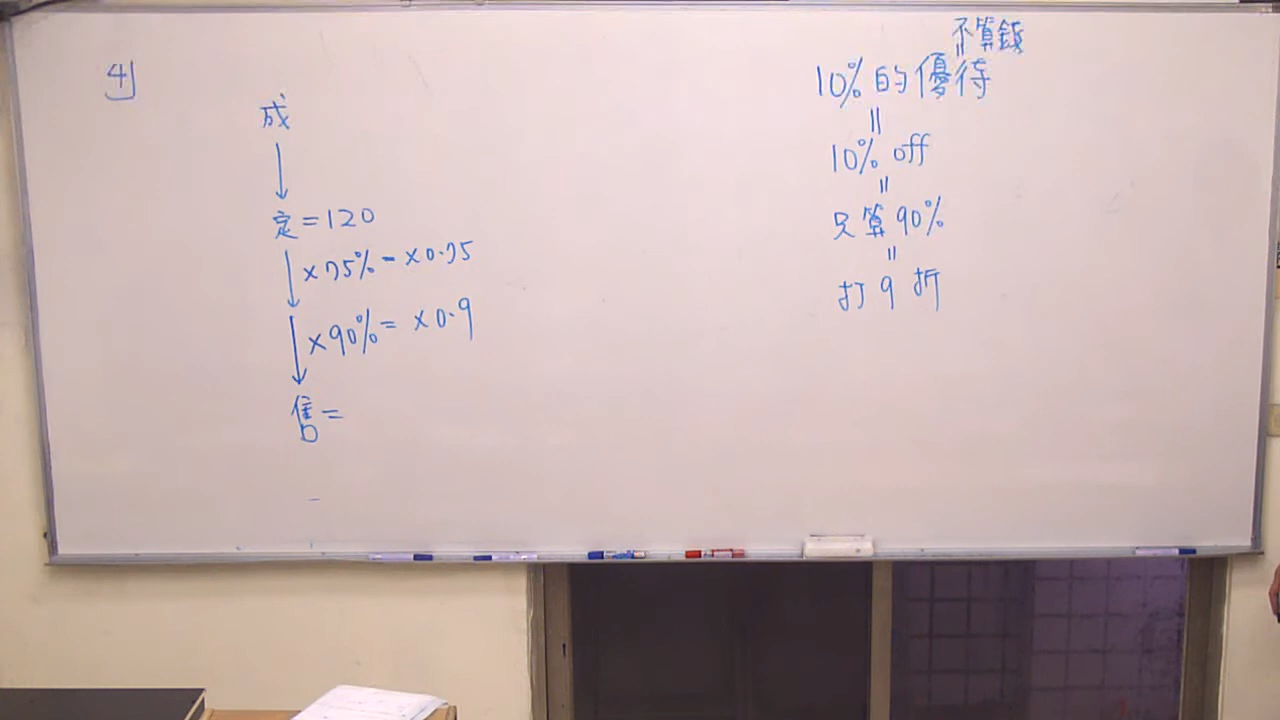 4
成
定=120
×75%=×0.75
×90%=×0.9
售=
不算錢
=
10%的優待
=
10% off
=
只算90%
=
打9折